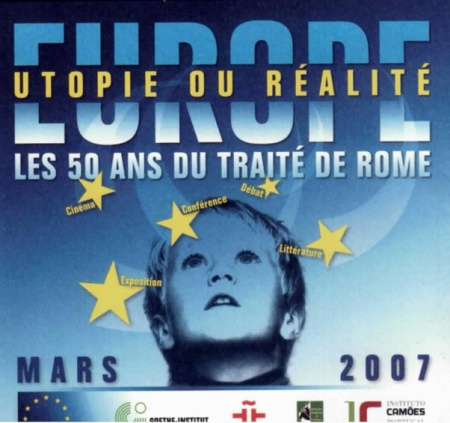 EUROPE
UTOPIE OU RÉALITÉ
LES 50 ANS DU TRAITÉ DE ROME
Cinéma
Conférence
Débat
Littérature
Exposition
MARS 2007
GOETHE-INSTITUT
INSTITUTO
CAMÕES
PORTUGAL